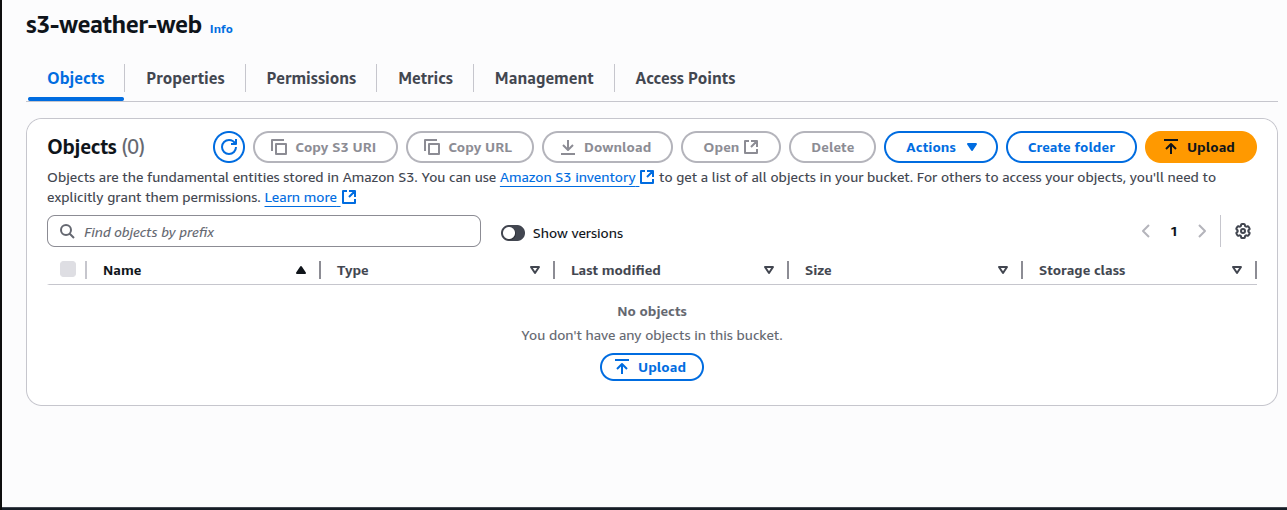 s3-weather-web Info
Objects Properties Permissions Metrics Management Access Points
Objects (0) Copy S3 URI Copy URL Download Open Delete Actions Create folder Upload
Objects are the fundamental entities stored in Amazon S3. You can use Amazon S3 inventory to get a list of all objects in your bucket. For others to access your objects, you'll need to
explicitly grant them permissions. Learn more
Find objects by prefix Show versions 1
Name Type Last modified Size Storage class
No objects
You don't have any objects in this bucket.
Upload